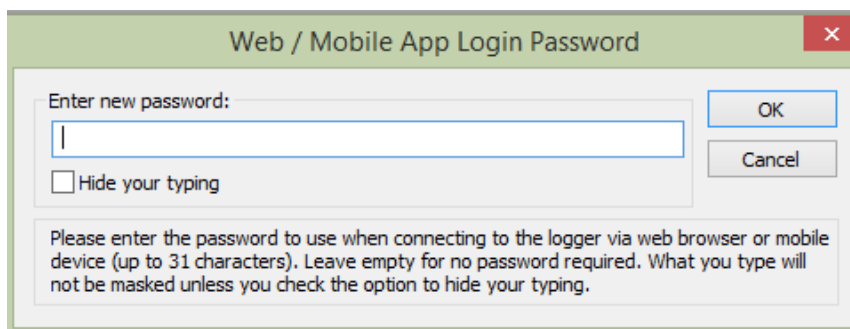 Web / Mobile App Login Password
Enter new password:
OK
Cancel
Hide your typing
Please enter the password to use when connecting to the logger via web browser or mobile
device (up to 31 characters). Leave empty for no password required. What you type will
not be masked unless you check the option to hide your typing.